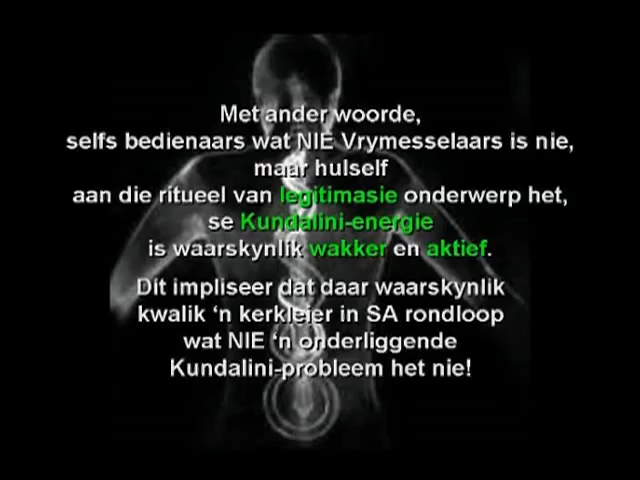 Met ander woorde,
selfs bedienaars wat NIE Vrymesselaars is nie,
maar hulself
aan die ritueel van legitimasie onderwerp het,
se Kundalini-energie
is waarskynlik wakker en aktief.
Dit impliseer dat daar waarskynlik
kwalik ‘n kerkleier in SA rondloop
wat NIE ‘n onderliggende
Kundalini-probleem het nie!